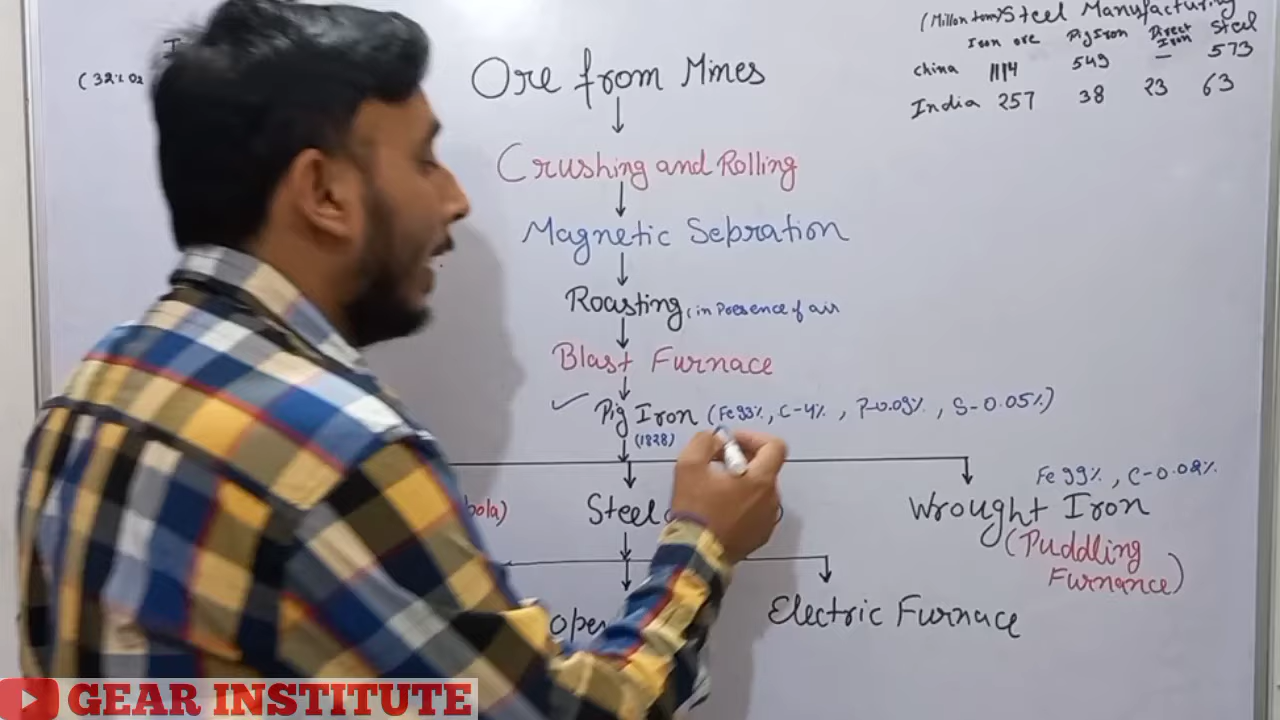 (Millon tom) Steel Manufacturing
Iron ore Pig Iron Direct Iron Steel
China 1114 549 – 573
India 257 38 23 63
(32% O2
Ore from Mines
Crushing and Rolling
Magnetic Sebration
Roasting (in Presence of air
Blast Furnace
Pig Iron (Fe 93%, C-4%, P-0.09%, S-0.05%)
(1828)
Fe 99%, C-0.02%
bola)
Steel
Wrought Iron
(Puddling
Furnance)
open
Electric Furnace
GEAR INSTITUTE